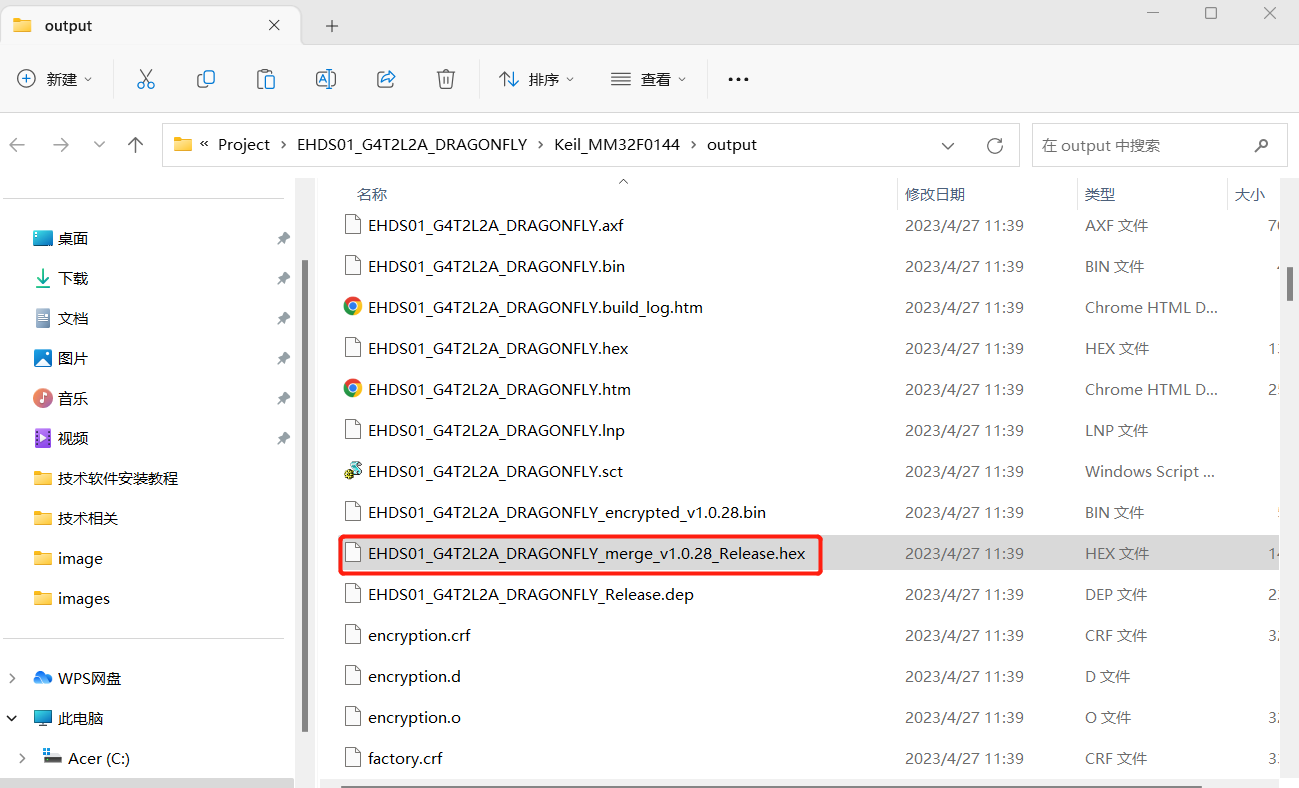 output
新建
排序
查看
« Project > EHDS01_G4T2L2A_DRAGONFLY > Keil_MM32F0144 > output
在 output 中搜索
名称 修改日期 类型 大小
桌面
下载
文档
图片
音乐
视频
技术软件安装教程
技术相关
image
images
WPS网盘
此电脑
Acer (C:)
EHDS01_G4T2L2A_DRAGONFLY.axf 2023/4/27 11:39 AXF 文件
EHDS01_G4T2L2A_DRAGONFLY.bin 2023/4/27 11:39 BIN 文件
EHDS01_G4T2L2A_DRAGONFLY.build_log.htm 2023/4/27 11:39 Chrome HTML D...
EHDS01_G4T2L2A_DRAGONFLY.hex 2023/4/27 11:39 HEX 文件
EHDS01_G4T2L2A_DRAGONFLY.htm 2023/4/27 11:39 Chrome HTML D...
EHDS01_G4T2L2A_DRAGONFLY.lnp 2023/4/27 11:39 LNP 文件
EHDS01_G4T2L2A_DRAGONFLY.sct 2023/4/27 11:39 Windows Script ...
EHDS01_G4T2L2A_DRAGONFLY_encrypted_v1.0.28.bin 2023/4/27 11:39 BIN 文件
EHDS01_G4T2L2A_DRAGONFLY_merge_v1.0.28_Release.hex 2023/4/27 11:39 HEX 文件
EHDS01_G4T2L2A_DRAGONFLY_Release.dep 2023/4/27 11:39 DEP 文件
encryption.crf 2023/4/27 11:39 CRF 文件
encryption.d 2023/4/27 11:39 D 文件
encryption.o 2023/4/27 11:39 O 文件
factory.crf 2023/4/27 11:39 CRF 文件